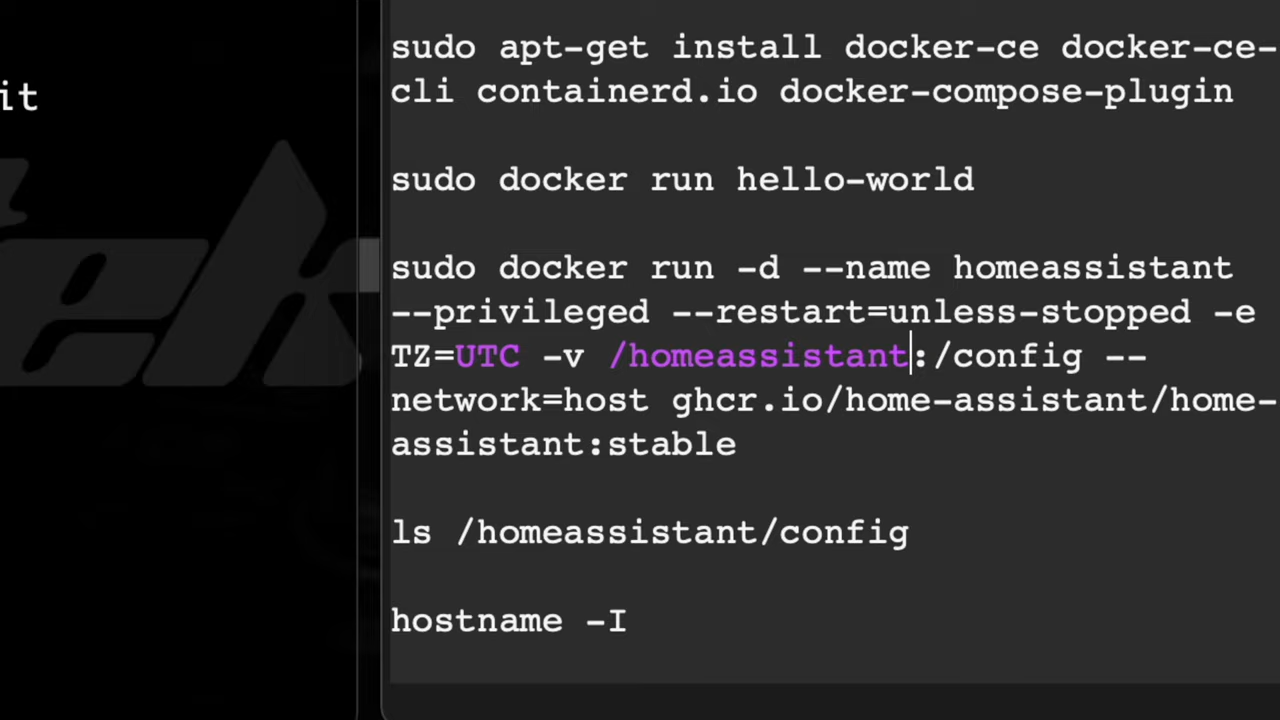 sudo apt-get install docker-ce docker-ce-
cli containerd.io docker-compose-plugin
it
sudo docker run hello-world
sudo docker run -d --name homeassistant
--privileged --restart=unless-stopped -e
TZ=UTC -v /homeassistant:/config --
network=host ghcr.io/home-assistant/home-
assistant:stable
ls /homeassistant/config
hostname -I